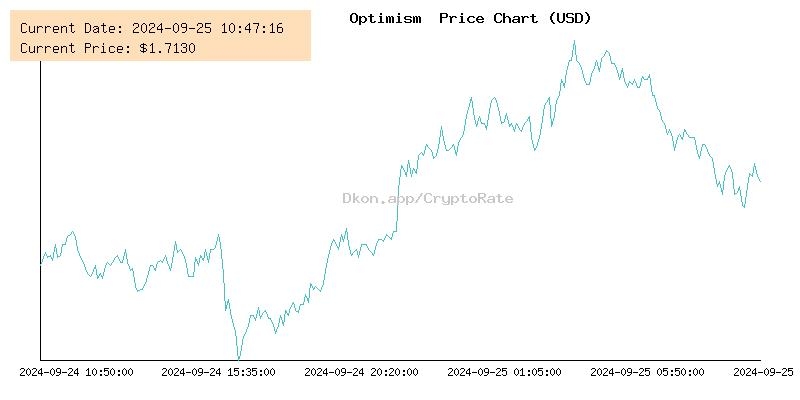 Optimism  Price Chart (USD)
Current Date: 2024-09-25 10:47:16
Current Price: $1.7130
Dkon.app/CryptoRate
2024-09-24 10:50:00 2024-09-24 15:35:00 2024-09-24 20:20:00 2024-09-25 01:05:00 2024-09-25 05:50:00 2024-09-25